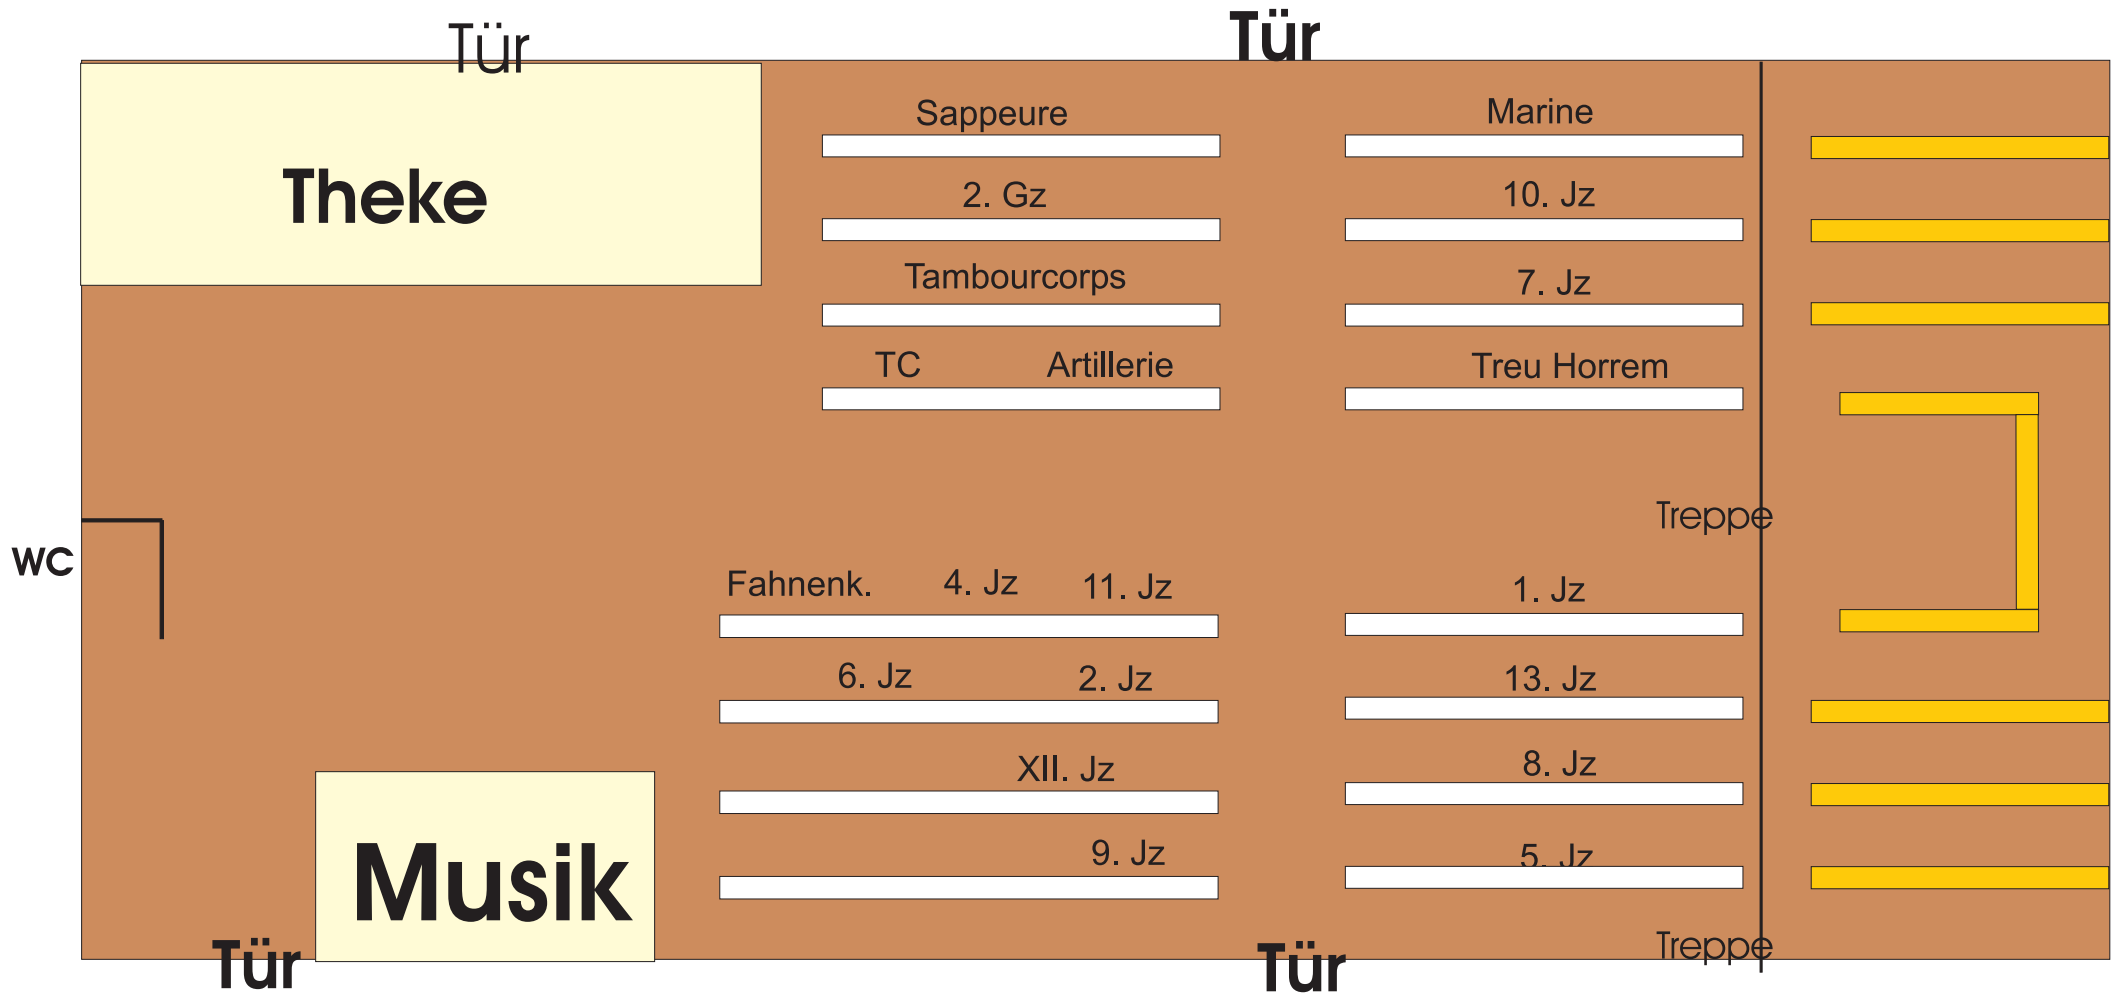 Tür
Tür
Theke
Sappeure
Marine
2. Gz
10. Jz
Tambourcorps
7. Jz
TC Artillerie
Treu Horrem
Treppe
WC
Fahnenk. 4. Jz 11. Jz
1. Jz
6. Jz 2. Jz
13. Jz
XII. Jz
8. Jz
9. Jz
5. Jz
Musik
Treppe
Tür
Tür